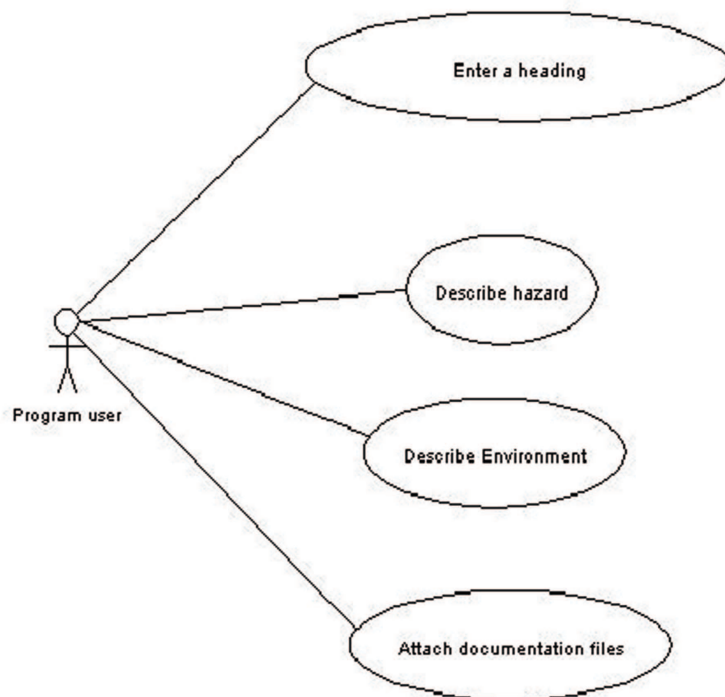 Enter a heading
Describe hazard
Program user
Describe Environment
Attach documentation files